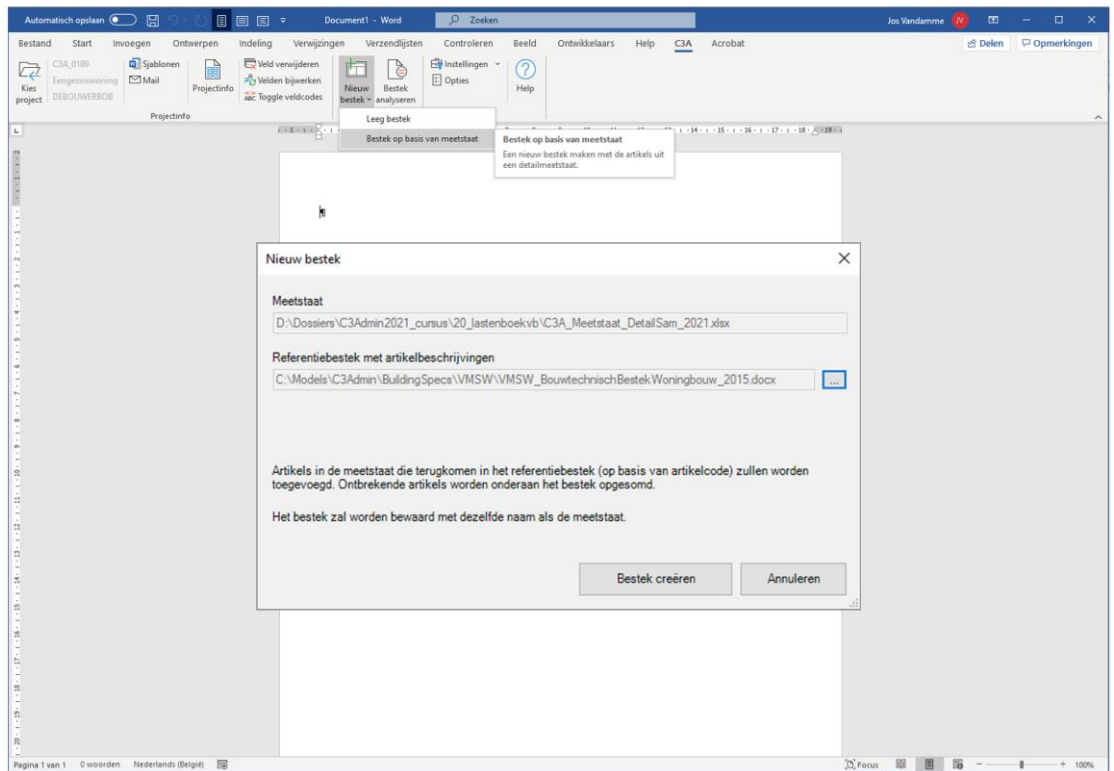 Automatisch opslaan
Document1 - Word
Zoeken
Jos Vandamme
JV
Bestand Start Invoegen Ontwerpen Indeling Verwijzingen Verzendlijsten Controleren Beeld Ontwikkelaars Help C3A Acrobat
Delen
Opmerkingen
Kies project
C3A_0109
Eengezinswoning
DEBOUWERBOB
Sjablonen
Mail
Projectinfo
Veld verwijderen
Velden bijwerken
Toggle veldcodes
Projectinfo
Nieuw bestek
Bestek analyseren
Instellingen
Opties
Help
Leeg bestek
Bestek op basis van meetstaat
Bestek op basis van meetstaat
Een nieuw bestek maken met de artikels uit
een detailmeetstaat.
Nieuw bestek
Meetstaat
D:\Dossiers\C3Admin2021_cursus\20_lastenboekvb\C3A_Meetstaat_DetailSam_2021.xlsx
Referentiebestek met artikelbeschrijvingen
C:\Models\C3Admin\BuildingSpecs\VMSW\VMSW_BouwtechnischBestekWoningbouw_2015.docx
...
Artikels in de meetstaat die terugkomen in het referentiebestek (op basis van artikelcode) zullen worden
toegevoegd. Ontbrekende artikels worden onderaan het bestek opgesomd.
Het bestek zal worden bewaard met dezelfde naam als de meetstaat.
Bestek creëren
Annuleren
Pagina 1 van 1 0 woorden Nederlands (België)
Focus
100%